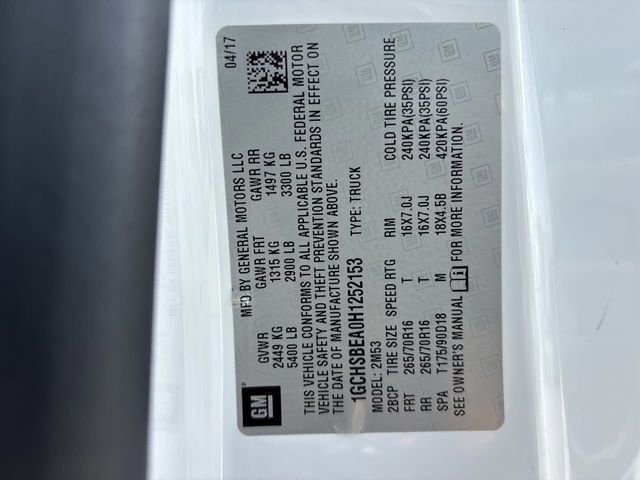 GM
MFD BY GENERAL MOTORS LLC
04/17
GVWR GAWR FRT GAWR RR
2449 KG 1315 KG 1497 KG
5400 LB 2900 LB 3300 LB
THIS VEHICLE CONFORMS TO ALL APPLICABLE U.S. FEDERAL MOTOR
VEHICLE SAFETY AND THEFT PREVENTION STANDARDS IN EFFECT ON
THE DATE OF MANUFACTURE SHOWN ABOVE.
1GCHSBEA0H1252153 TYPE: TRUCK
MODEL: 2M53
2BCP TIRE SIZE SPEED RTG RIM COLD TIRE PRESSURE
FRT 265/70R16 T 16X7.0J 240KPA(35PSI)
RR 265/70R16 T 16X7.0J 240KPA(35PSI)
SPA T175/90D18 M 18X4.5B 420KPA(60PSI)
SEE OWNER'S MANUAL FOR MORE INFORMATION.